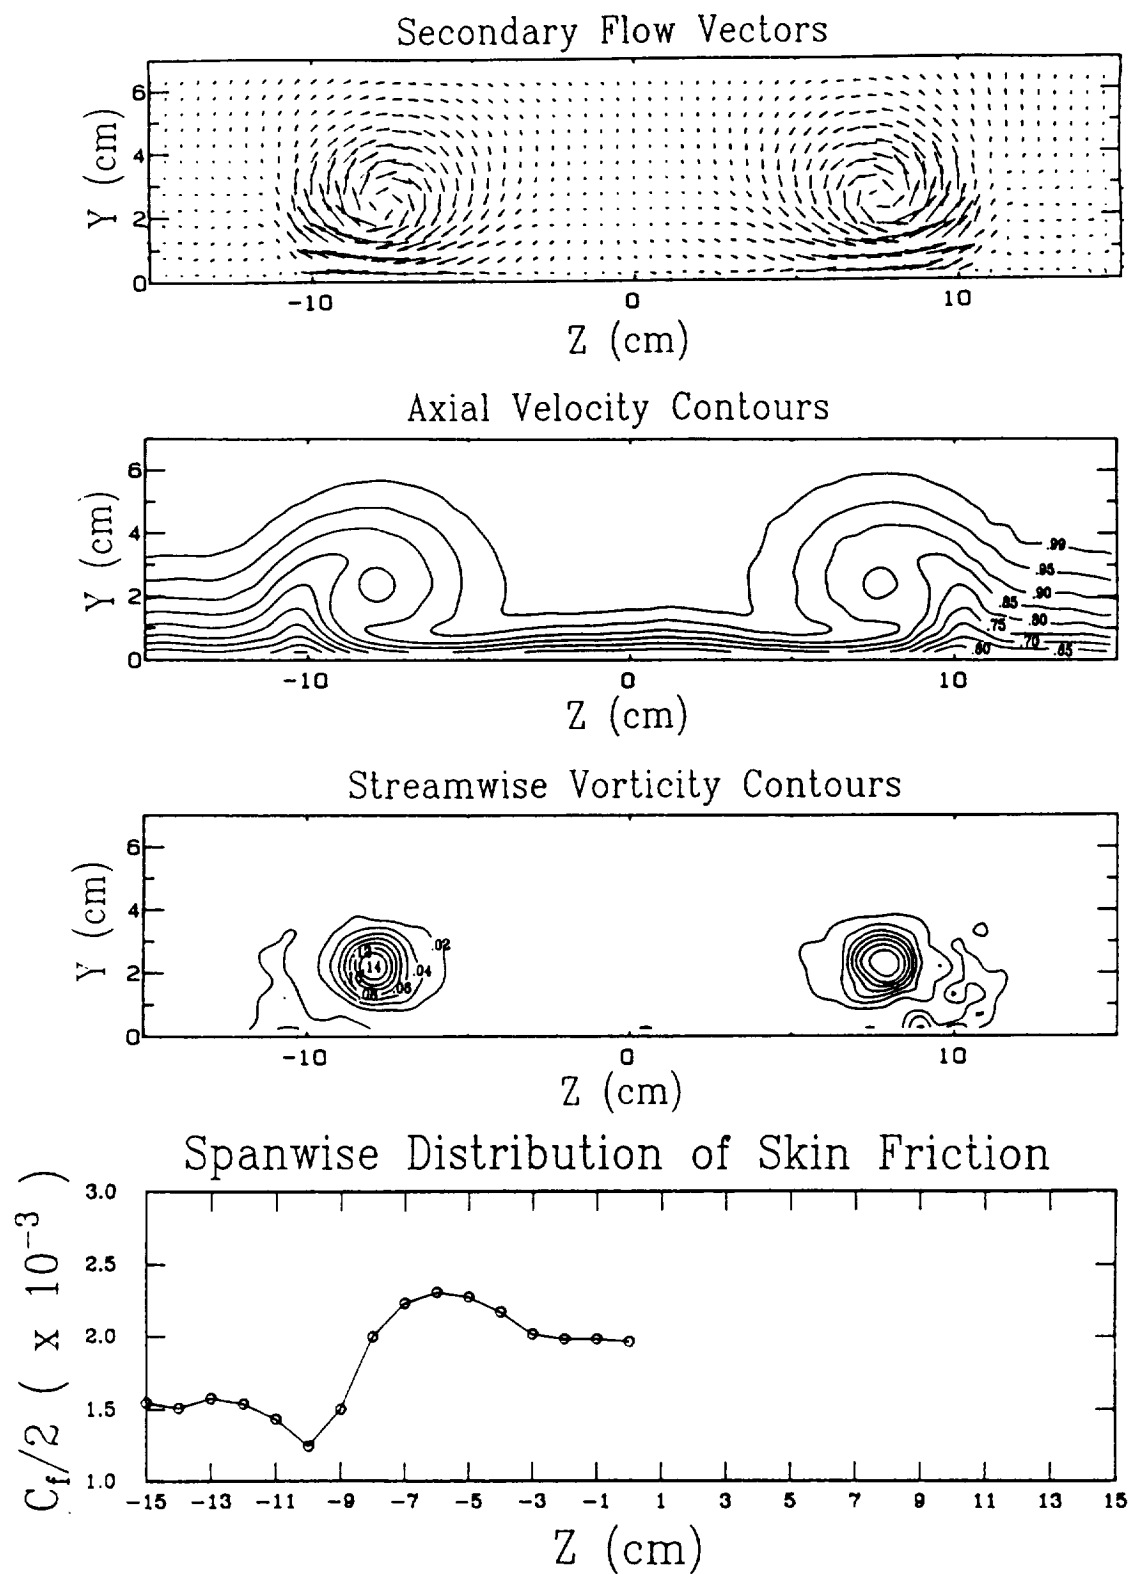 Secondary Flow Vectors
6
4
2
0
Y (cm)
-10 0 10
Z (cm)
Axial Velocity Contours
6
4
2
0
Y (cm)
.99
.95
.90
.85
.80
.75
.70
.60
.65
-10 0 10
Z (cm)
Streamwise Vorticity Contours
6
4
2
0
Y (cm)
.02
.04
.06
.08
.12
.14
-10 0 10
Z (cm)
Spanwise Distribution of Skin Friction
3.0
2.5
2.0
1.5
1.0
Cf/2 ( x 10⁻³ )
-15 -13 -11 -9 -7 -5 -3 -1 1 3 5 7 9 11 13 15
Z (cm)